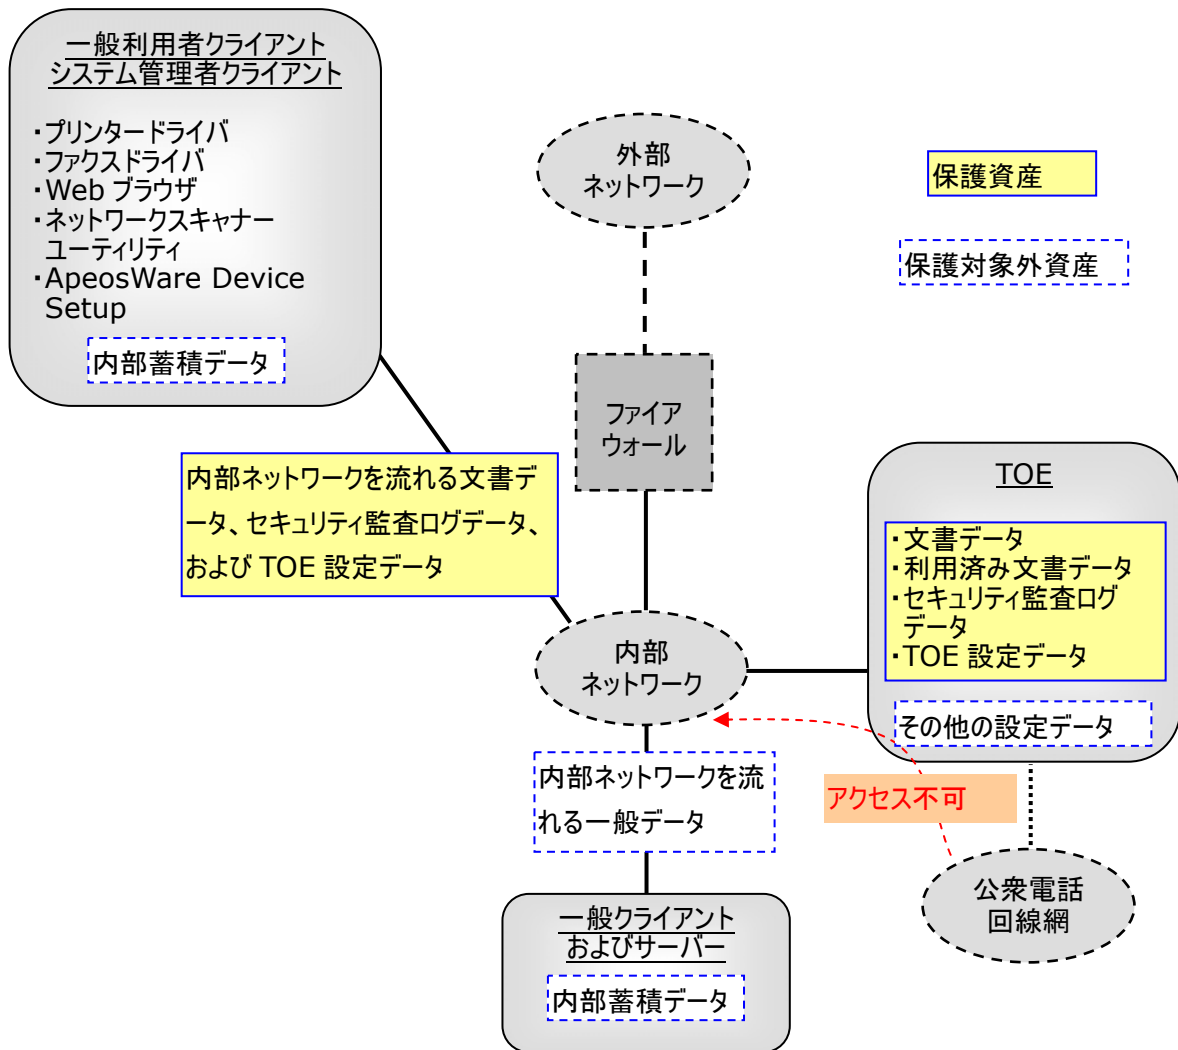 一般利用者クライアント
システム管理者クライアント
・プリンタードライバ
・ファクスドライバ
・Web ブラウザ
・ネットワークスキャナー
ユーティリティ
・ApeosWare Device
Setup
内部蓄積データ
外部
ネットワーク
保護資産
保護対象外資産
ファイア
ウォール
内部ネットワークを流れる文書デ
ータ、セキュリティ監査ログデータ、
および TOE 設定データ
TOE
・文書データ
・利用済み文書データ
・セキュリティ監査ログ
データ
・TOE 設定データ
その他の設定データ
内部
ネットワーク
内部ネットワークを流
れる一般データ
アクセス不可
公衆電話
回線網
一般クライアント
およびサーバー
内部蓄積データ